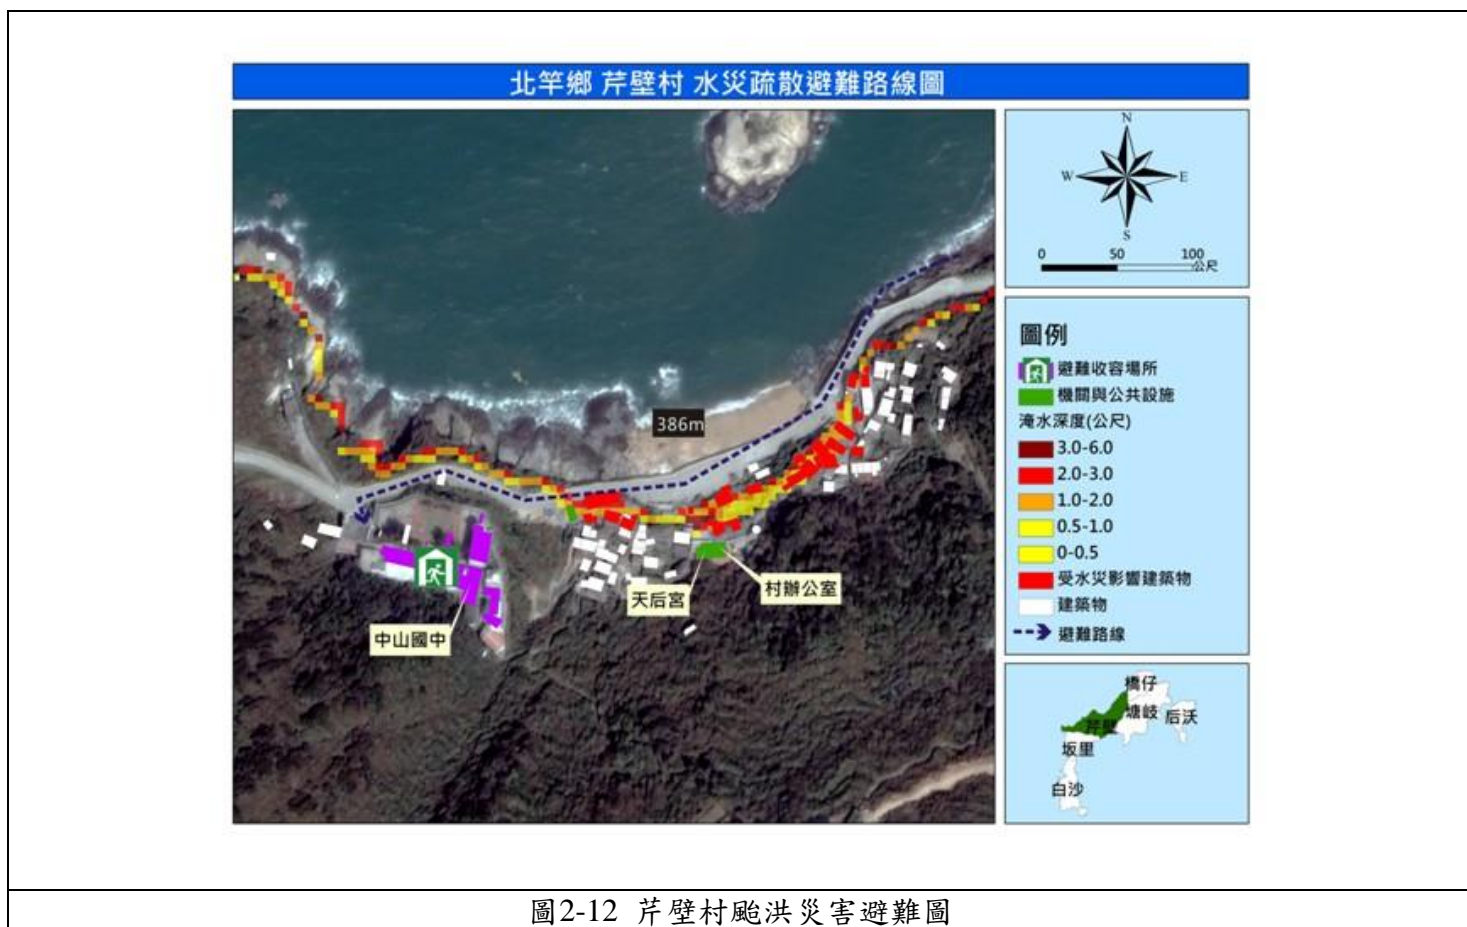 北竿鄉 芹壁村 水災疏散避難路線圖
N
W
E
S
0 50 100
公尺
386m
天后宮
村辦公室
中山國中
圖例
避難收容場所
機關與公共設施
淹水深度(公尺)
3.0-6.0
2.0-3.0
1.0-2.0
0.5-1.0
0-0.5
受水災影響建築物
建築物
避難路線
橋仔
塘岐
后沃
芹壁
坂里
白沙
圖2-12 芹壁村颱洪災害避難圖